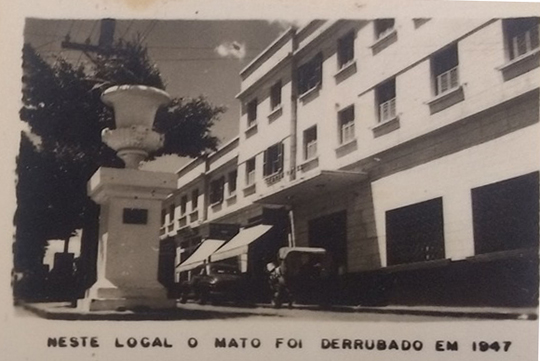 NESTE LOCAL O MATO FOI DERRUBADO EM 1947